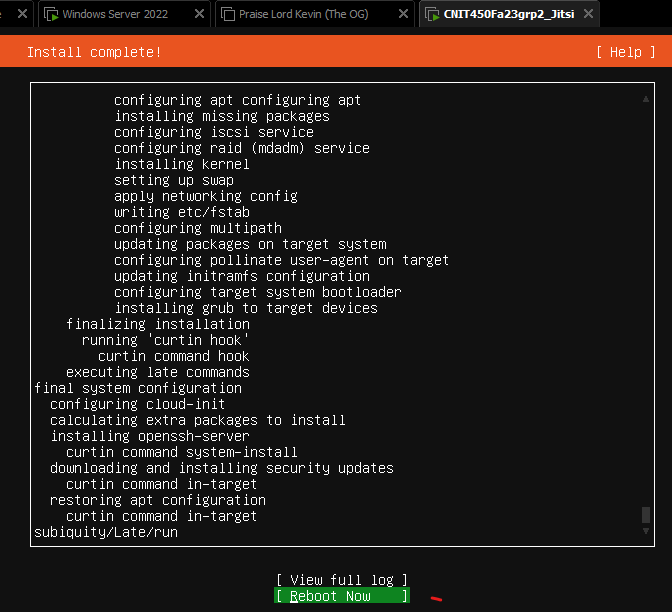 Windows Server 2022
Praise Lord Kevin (The OG)
CNIT450Fa23grp2_Jitsi
Install complete!
[ Help ]
configuring apt configuring apt
installing missing packages
configuring iscsi service
configuring raid (mdadm) service
installing kernel
setting up swap
apply networking config
writing etc/fstab
configuring multipath
updating packages on target system
configuring pollinate user-agent on target
updating initramfs configuration
configuring target system bootloader
installing grub to target devices
finalizing installation
running 'curtin hook'
curtin command hook
executing late commands
final system configuration
configuring cloud-init
calculating extra packages to install
installing openssh-server
curtin command system-install
downloading and installing security updates
curtin command in-target
restoring apt configuration
curtin command in-target
subiquity/Late/run
[ View full log ]
[ Reboot Now ]